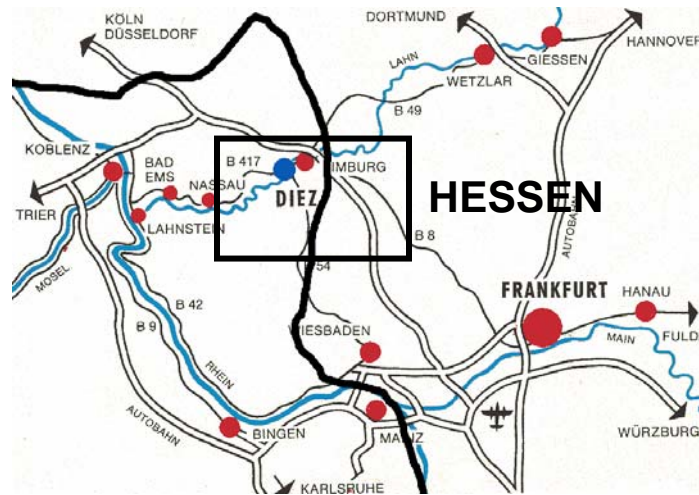 KÖLN
DÜSSELDORF
DORTMUND
HANNOVER
LAHN
GIESSEN
WETZLAR
B 49
KOBLENZ
BAD
EMS
B 417
IMBURG
NASSAU
DIEZ
HESSEN
TRIER
LAHNSTEIN
B 8
AUTOBAHN
54
MOSEL
B 42
B 9
FRANKFURT
HANAU
WIESBADEN
MAIN
FULD
RHEIN
AUTOBAHN
BINGEN
MAINZ
WÜRZBURG
KARLSRUHE